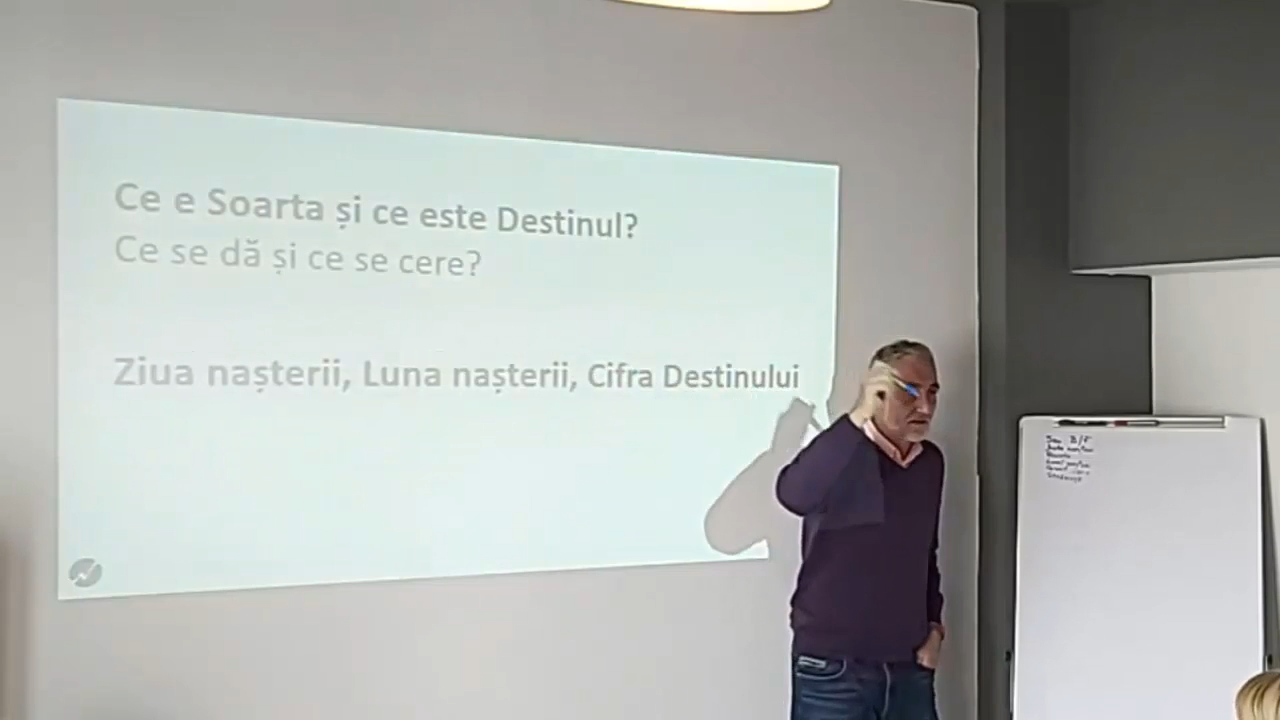 Ce e Soarta și ce este Destinul?
Ce se dă și ce se cere?
Ziua nașterii, Luna nașterii, Cifra Destinului